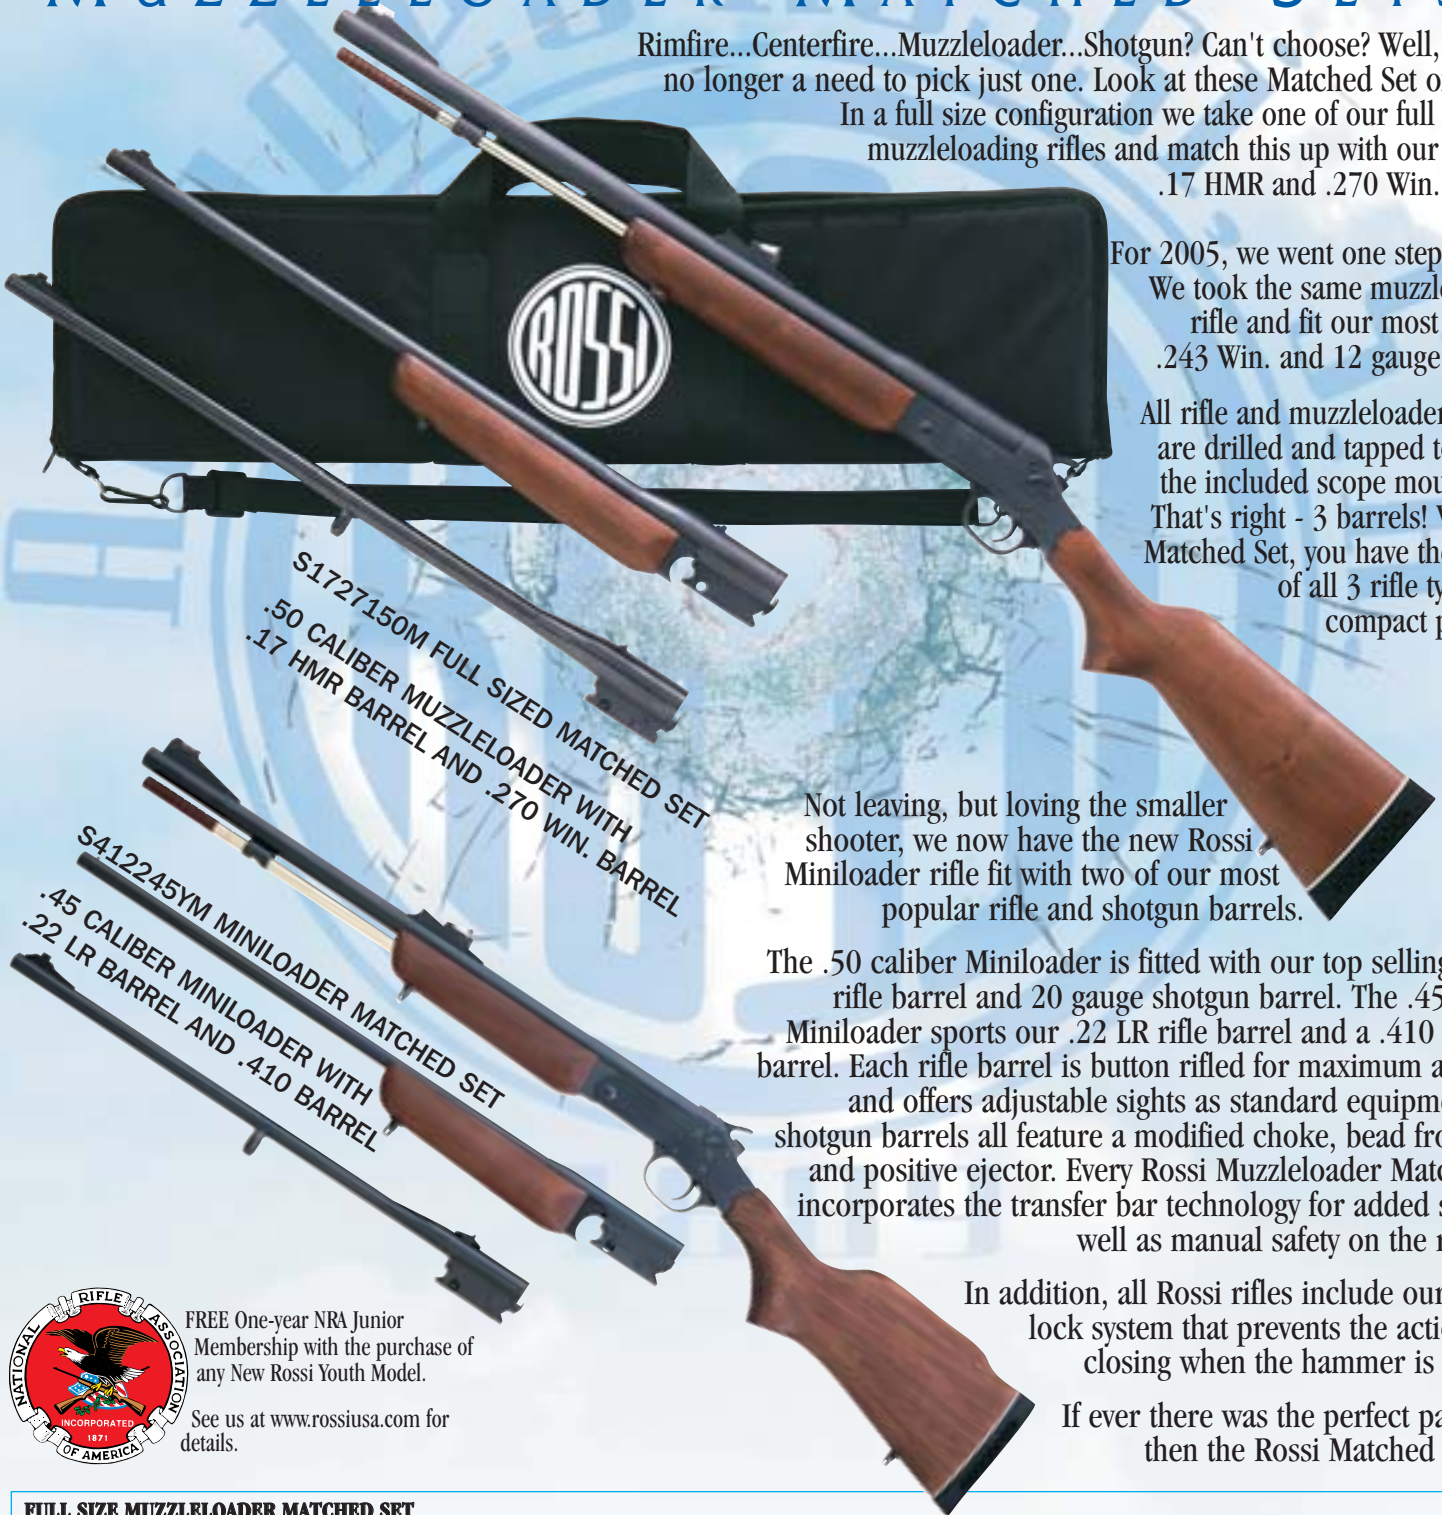 MUZZLELOADER MATCHED SET
Rimfire...Centerfire...Muzzleloader...Shotgun? Can't choose? Well,
no longer a need to pick just one. Look at these Matched Set
In a full size configuration we take one of our full
muzzleloading rifles and match this up with our
.17 HMR and .270 Win.
For 2005, we went one step
We took the same
rifle and fit our most
.243 Win. and 12 gauge
All rifle and muzzleloader
are drilled and tapped
the included scope
That's right - 3 barrels!
Matched Set, you have
of all 3 rifle
compact
ROSSI
S1727150M FULL SIZED MATCHED SET
.50 CALIBER MUZZLELOADER WITH
.17 HMR BARREL AND .270 WIN. BARREL
Not leaving, but loving the smaller
shooter, we now have the new Rossi
Miniloader rifle fit with two of our most
popular rifle and shotgun barrels.
S412245YM MINILOADER MATCHED SET
.45 CALIBER MINILOADER WITH
.22 LR BARREL AND .410 BARREL
The .50 caliber Miniloader is fitted with our top selling
rifle barrel and 20 gauge shotgun barrel. The .45
Miniloader sports our .22 LR rifle barrel and a .410
barrel. Each rifle barrel is button rifled for maximum
and offers adjustable sights as standard
shotgun barrels all feature a modified choke, bead
and positive ejector. Every Rossi Muzzleloader
incorporates the transfer bar technology for added
well as manual safety on the
In addition, all Rossi rifles include our
lock system that prevents the
closing when the hammer is
If ever there was the perfect
then the Rossi Matched
NATIONAL RIFLE ASSOCIATION
INCORPORATED
1871
OF AMERICA
FREE One-year NRA Junior
Membership with the purchase of
any New Rossi Youth Model.
See us at www.rossiusa.com for
details.
FULL SIZE MUZZLELOADER MATCHED SET